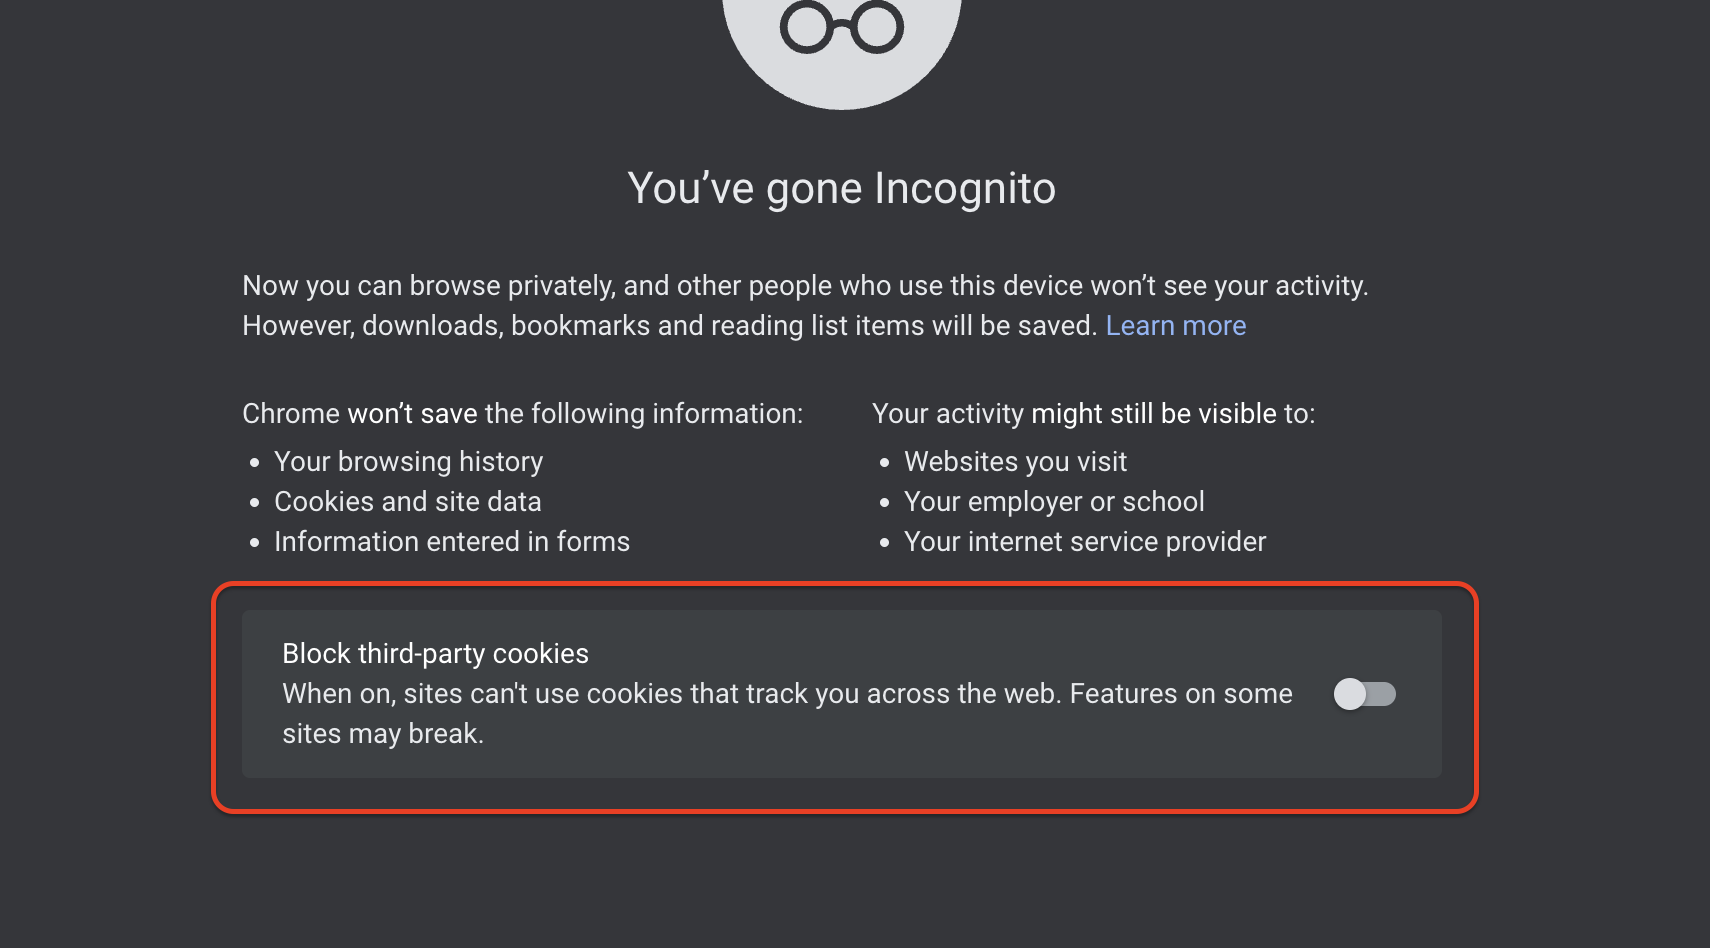 You’ve gone Incognito
Now you can browse privately, and other people who use this device won’t see your activity.
However, downloads, bookmarks and reading list items will be saved. Learn more
Chrome won’t save the following information:
Your browsing history
Cookies and site data
Information entered in forms
Your activity might still be visible to:
Websites you visit
Your employer or school
Your internet service provider
Block third-party cookies
When on, sites can't use cookies that track you across the web. Features on some
sites may break.